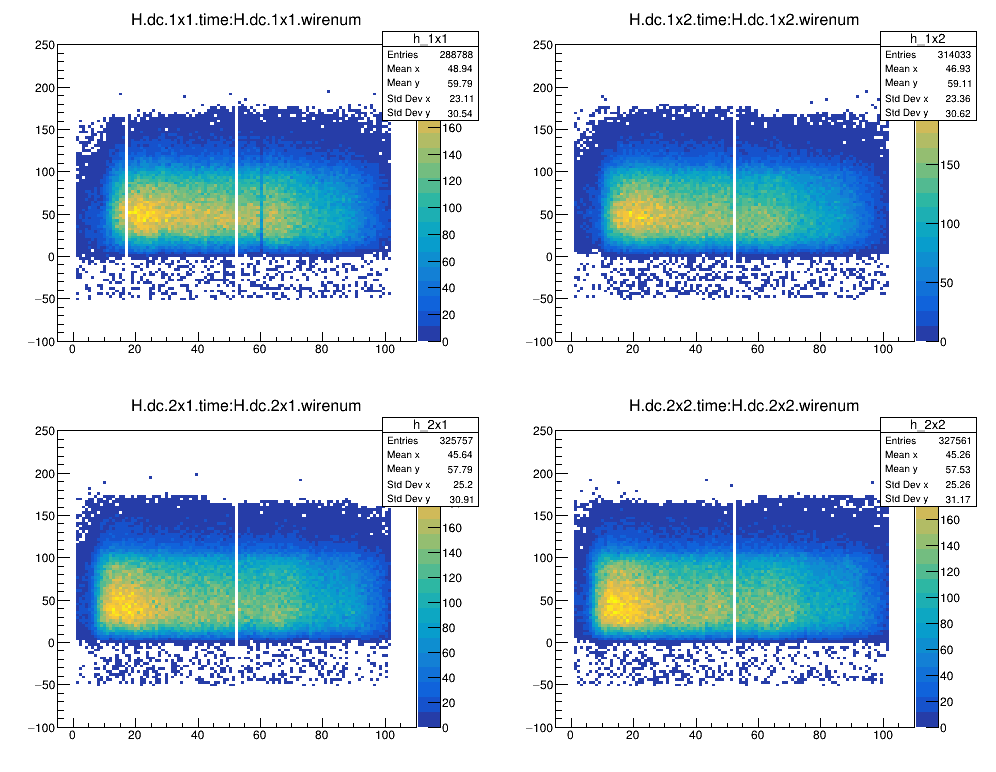 H.dc.1x1.time:H.dc.1x1.wirenum
h_1x1
Entries 288788
Mean x 48.94
Mean y 59.79
Std Dev x 23.11
Std Dev y 30.54
250
200
150
100
50
0
−50
−100
0 20 40 60 80 100
160
140
120
100
80
60
40
20
0
H.dc.1x2.time:H.dc.1x2.wirenum
h_1x2
Entries 314033
Mean x 46.93
Mean y 59.11
Std Dev x 23.36
Std Dev y 30.62
250
200
150
100
50
0
−50
−100
0 20 40 60 80 100
150
100
50
0
H.dc.2x1.time:H.dc.2x1.wirenum
h_2x1
Entries 325757
Mean x 45.64
Mean y 57.79
Std Dev x 25.2
Std Dev y 30.91
250
200
150
100
50
0
−50
−100
0 20 40 60 80 100
160
140
120
100
80
60
40
20
0
H.dc.2x2.time:H.dc.2x2.wirenum
h_2x2
Entries 327561
Mean x 45.26
Mean y 57.53
Std Dev x 25.26
Std Dev y 31.17
250
200
150
100
50
0
−50
−100
0 20 40 60 80 100
160
140
120
100
80
60
40
20
0